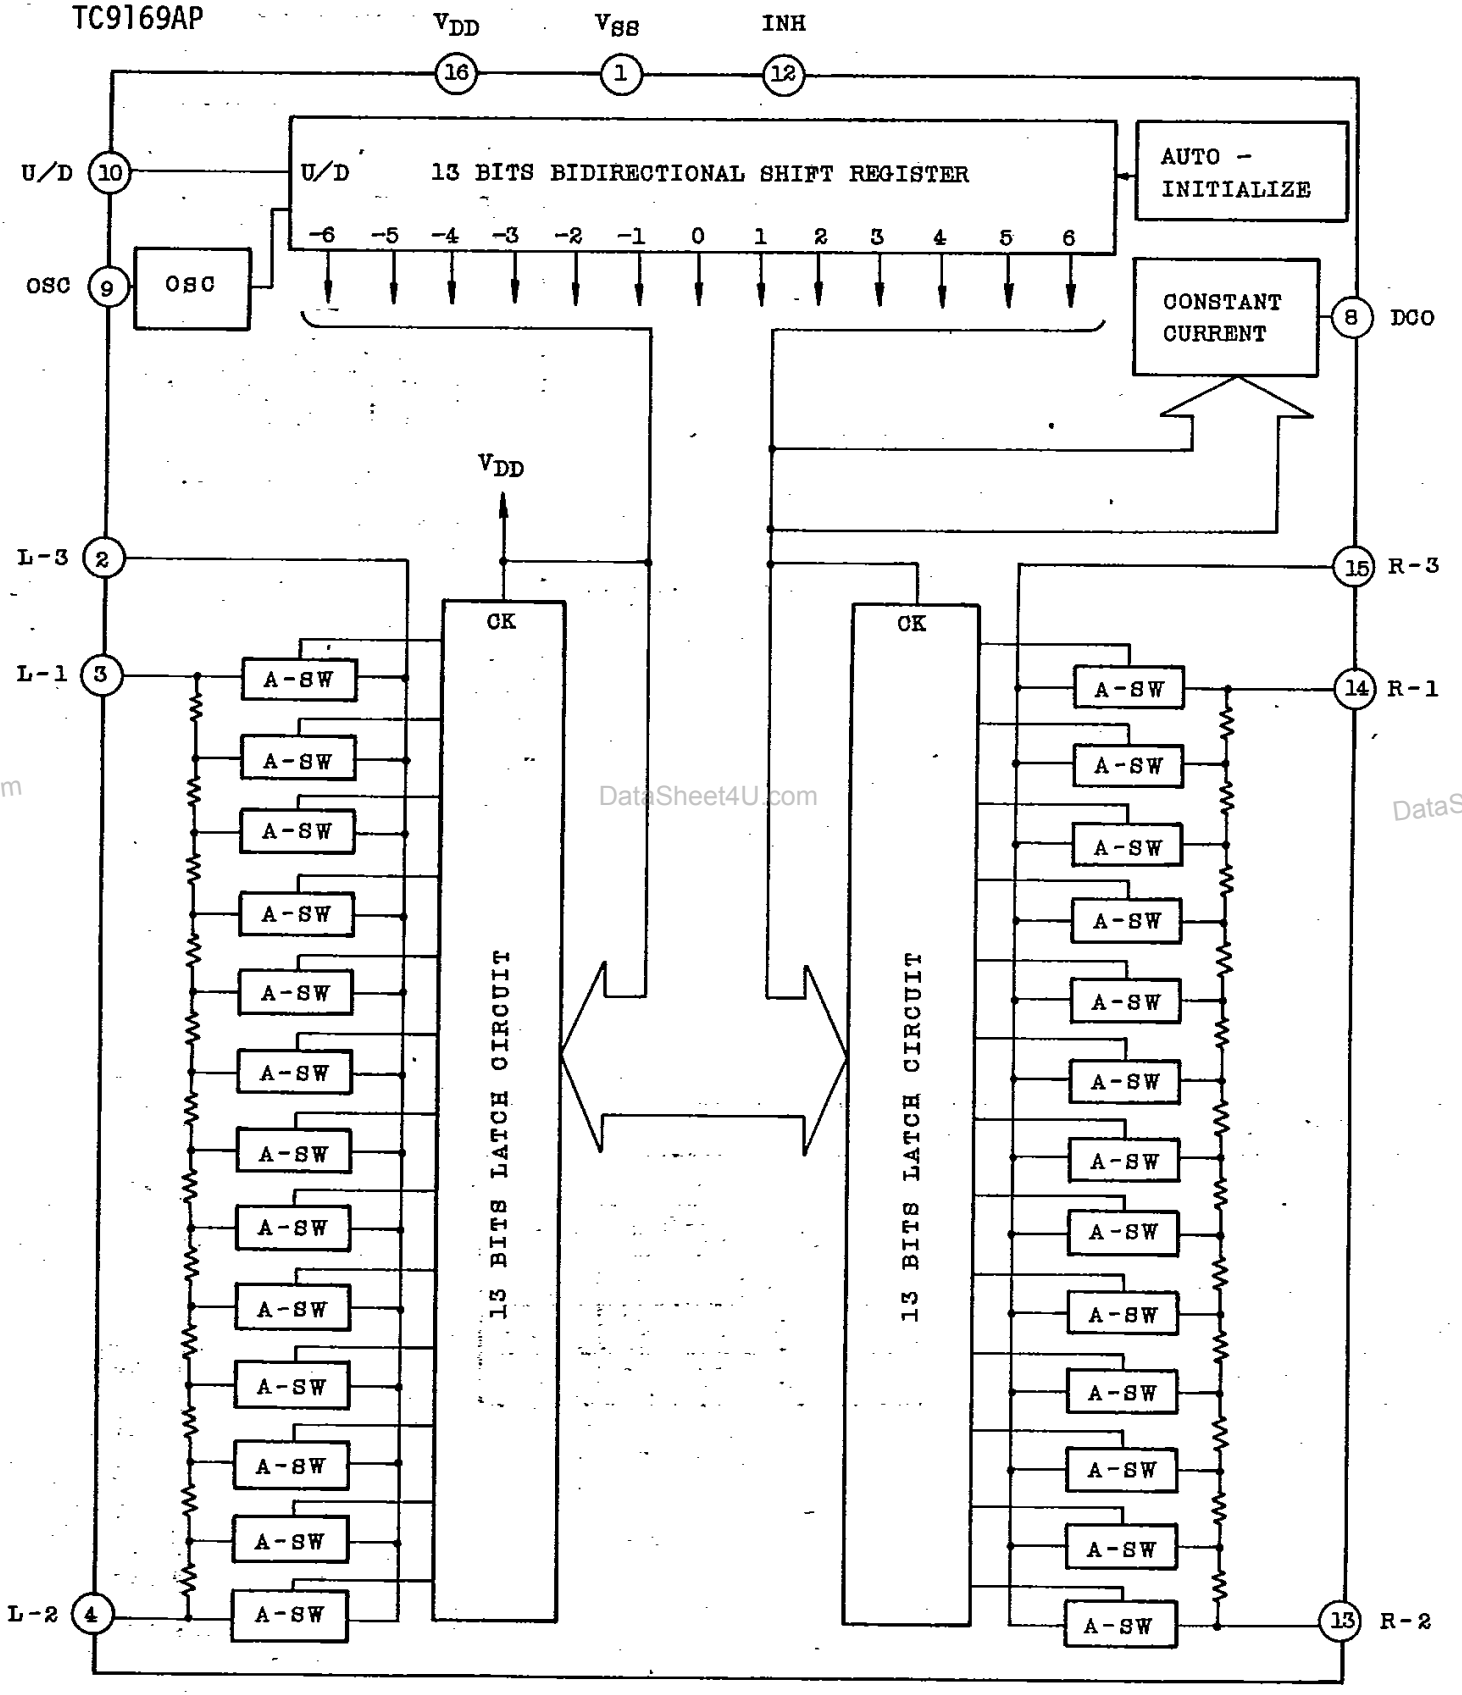 TC9169AP
VDD
VSS
INH
16
1
12
U/D
10
U/D
13 BITS BIDIRECTIONAL SHIFT REGISTER
AUTO -
INITIALIZE
-6 -5 -4 -3 -2 -1 0 1 2 3 4 5 6
OSC
9
OSC
CONSTANT
CURRENT
8
DCO
VDD
L-3
2
15
R-3
CK
CK
L-1
3
14
R-1
A-SW
A-SW
A-SW
A-SW
A-SW
A-SW
A-SW
A-SW
A-SW
A-SW
A-SW
A-SW
A-SW
13 BITS LATCH CIRCUIT
13 BITS LATCH CIRCUIT
A-SW
A-SW
A-SW
A-SW
A-SW
A-SW
A-SW
A-SW
A-SW
A-SW
A-SW
A-SW
A-SW
m
DataSheet4U.com
DataS
L-2
4
13
R-2